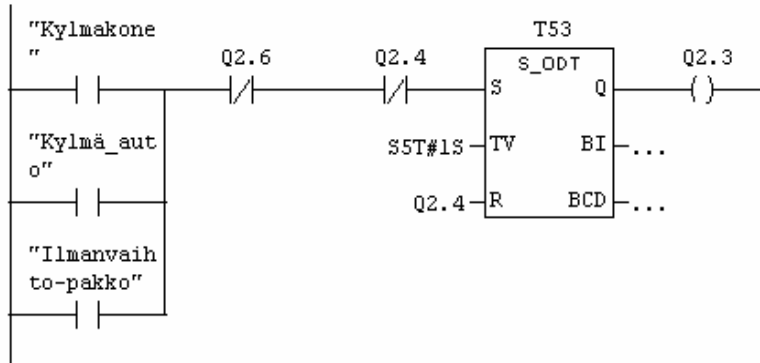 "Kylmakone
"
Q2.6
Q2.4
T53
Q2.3
S_ODT
S
Q
"Kylmä_aut
o"
S5T#1S
TV
BI
...
Q2.4
R
BCD
...
"Ilmanvaih
to-pakko"